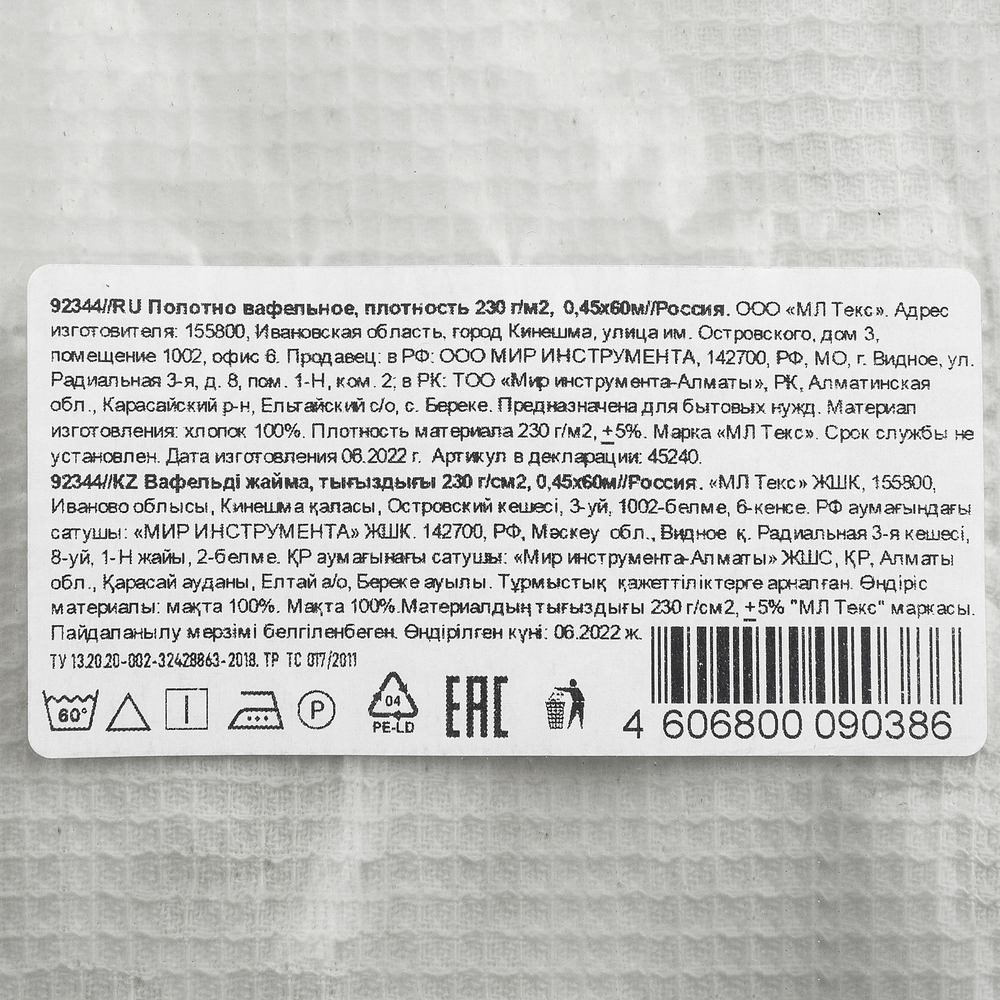 92344//RU Полотно вафельное, плотность 230 г/м2, 0,45х60м//Россия. ООО «МЛ Текс». Адрес
изготовителя: 155800, Ивановская область, город Кинешма, улица им. Островского, дом 3,
помещение 1002, офис 6. Продавец: в РФ: ООО МИР ИНСТРУМЕНТА, 142700, РФ, МО, г. Видное, ул.
Радиальная 3-я, д. 8, пом. 1-Н, ком. 2; в РК: ТОО «Мир инструмента-Алматы», РК, Алматинская
обл., Карасайский р-н, Ельтайский с/о, с. Береке. Предназначена для бытовых нужд. Материал
изготовления: хлопок 100%. Плотность материала 230 г/м2, ±5%. Марка «МЛ Текс». Срок службы не
установлен. Дата изготовления 06.2022 г. Артикул в декларации: 45240.
92344//KZ Вафельді жайма, тығыздығы 230 г/см2, 0,45х60м//Россия. «МЛ Текс» ЖШК, 155800,
Иваново облысы, Кинешма қаласы, Островский кешесі, 3-уй, 1002-белме, 6-кенсе. РФ аумағындағы
сатушы: «МИР ИНСТРУМЕНТА» ЖШК. 142700, РФ, Мәскеу обл., Видное қ. Радиальная 3-я кешесі,
8-уй, 1-Н жайы, 2-белме. ҚР аумағынағы сатушы: «Мир инструмента-Алматы» ЖШС, ҚР, Алматы
обл., Қарасай ауданы, Елтай а/о, Береке ауылы. Тұрмыстық қажеттіліктерге арналған. Өндіріс
материалы: мақта 100%. Мақта 100%.Материалдың тығыздығы 230 г/см2, ±5% "МЛ Текс" маркасы.
Пайдаланылу мерзімі белгіленбеген. Өндірілген күні: 06.2022 ж.
ТУ 13.20.20-002-32428863-2018. ТР ТС 017/2011
60° P 04 EAC
PE-LD
4 606800 090386